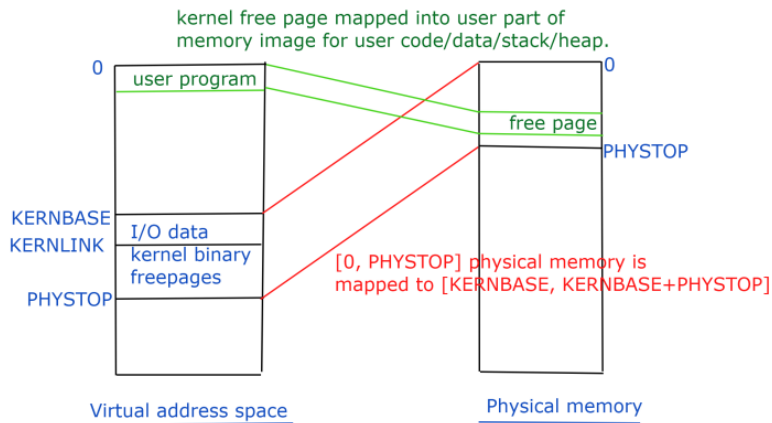 kernel free page mapped into user part of
memory image for user code/data/stack/heap.
0
0
user program
free page
PHYSTOP
KERNBASE
I/O data
KERNLINK
kernel binary
freepages
[0, PHYSTOP] physical memory is
mapped to [KERNBASE, KERNBASE+PHYSTOP]
PHYSTOP
Virtual address space
Physical memory